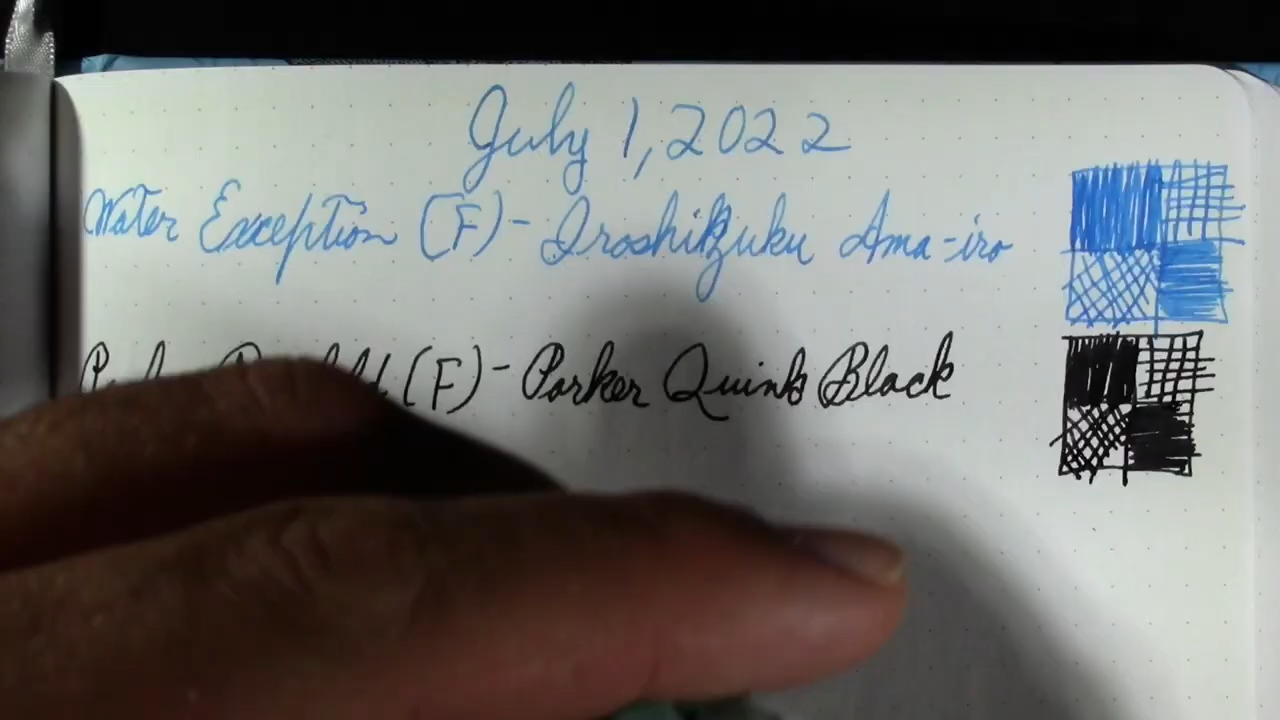 July 1, 2022
Water Exception (F) - Iroshizuku Ama-iro
(F) - Parker Quink Black